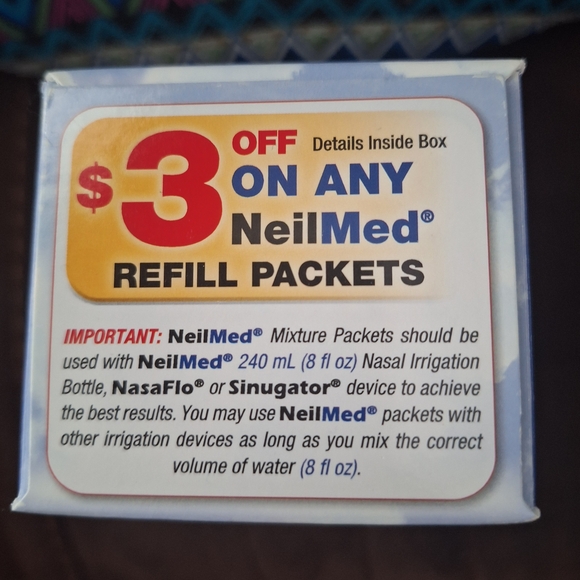 $3 OFF Details Inside Box
ON ANY
NeilMed®
REFILL PACKETS
IMPORTANT: NeilMed® Mixture Packets should be
used with NeilMed® 240 mL (8 fl oz) Nasal Irrigation
Bottle, NasaFlo® or Sinugator® device to achieve
the best results. You may use NeilMed® packets with
other irrigation devices as long as you mix the correct
volume of water (8 fl oz).